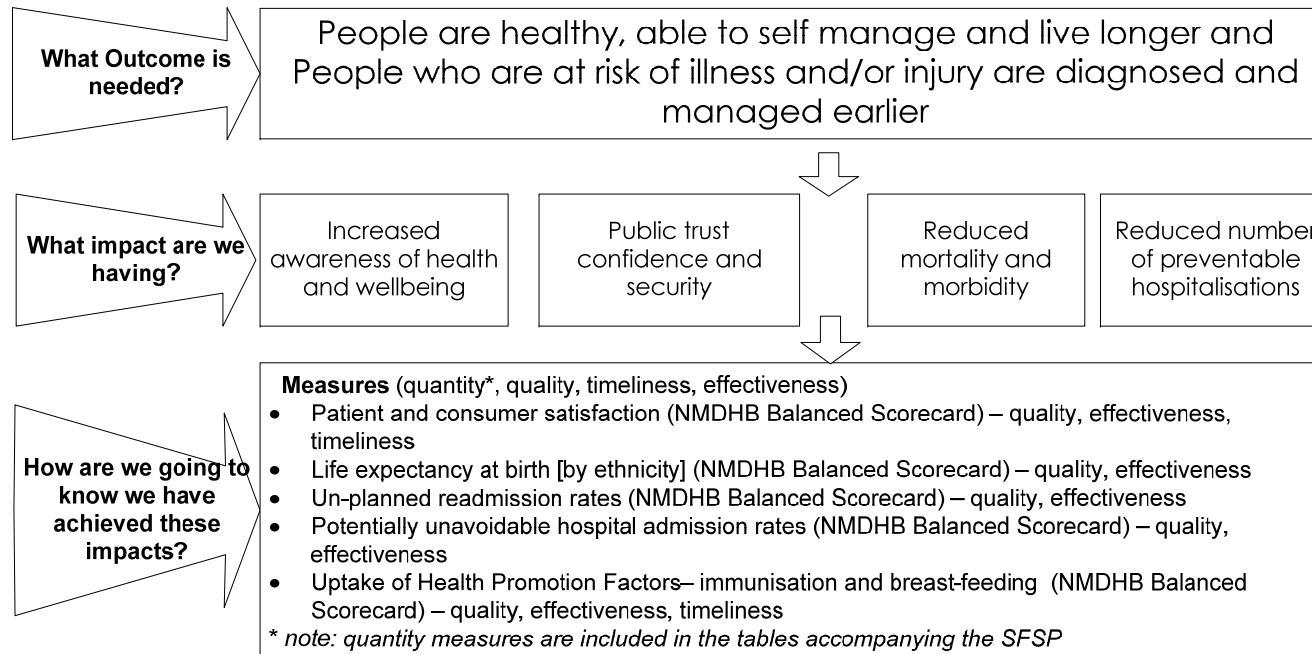 What Outcome is
needed?
People are healthy, able to self manage and live longer and
People who are at risk of illness and/or injury are diagnosed and
managed earlier
What impact are we
having?
Increased
awareness of health
and wellbeing
Public trust
confidence and
security
Reduced
mortality and
morbidity
Reduced number
of preventable
hospitalisations
How are we going to
know we have
achieved these
impacts?
Measures (quantity*, quality, timeliness, effectiveness)
• Patient and consumer satisfaction (NMDHB Balanced Scorecard) – quality, effectiveness,
timeliness
• Life expectancy at birth [by ethnicity] (NMDHB Balanced Scorecard) – quality, effectiveness
• Un-planned readmission rates (NMDHB Balanced Scorecard) – quality, effectiveness
• Potentially unavoidable hospital admission rates (NMDHB Balanced Scorecard) – quality,
effectiveness
• Uptake of Health Promotion Factors– immunisation and breast-feeding (NMDHB Balanced
Scorecard) – quality, effectiveness, timeliness
* note: quantity measures are included in the tables accompanying the SFSP